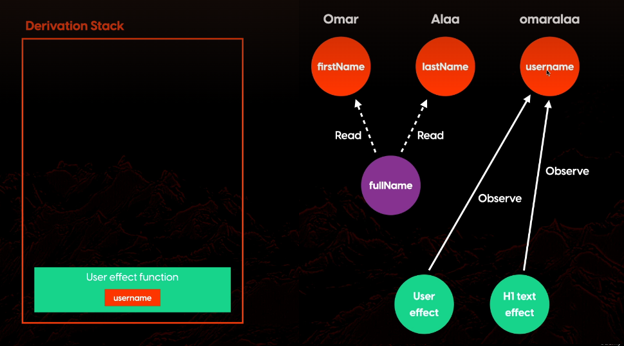 Derivation Stack
User effect function
username
Omar
Alaa
omaralaa
firstName
lastName
username
Read
Read
fullName
Observe
Observe
User
effect
H1 text
effect